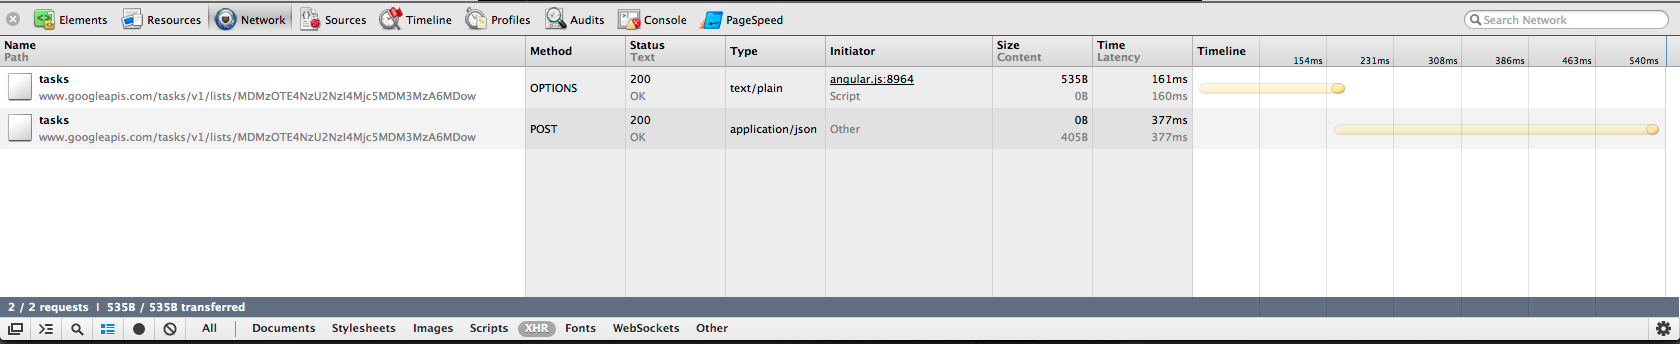 Elements Resources Network Sources Timeline Profiles Audits Console PageSpeed Search Network
Name Method Status Type Initiator Size Time Timeline
Path Text Content Latency 154ms 231ms 308ms 386ms 463ms 540ms
tasks 200 angular.js:8964 535B 161ms
OPTIONS text/plain
www.googleapis.com/tasks/v1/lists/MDMzOTE4NzU2NzI4Mjc5MDM3MzA6MDow OK Script 0B 160ms
tasks 200 0B 377ms
POST application/json Other
www.googleapis.com/tasks/v1/lists/MDMzOTE4NzU2NzI4Mjc5MDM3MzA6MDow OK 405B 377ms
2 / 2 requests | 535B / 535B transferred
All Documents Stylesheets Images Scripts XHR Fonts WebSockets Other